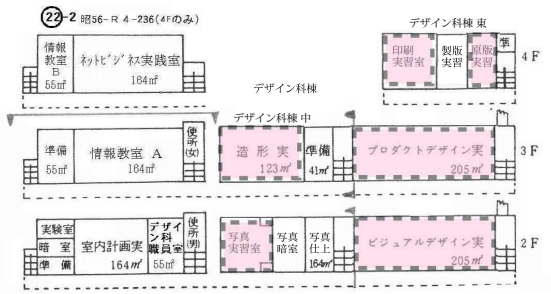 ㉒-2 昭56-R 4-236(4Fのみ)
デザイン科棟 東
情報
教室
B
55㎡
ネットビジネス実践室
164㎡
印刷
実習室
製版
実習
原版
実習
準
4F
デザイン科棟
デザイン科棟 中
準備
55㎡
情報教室 A
164㎡
便所(女)
造形実
123㎡
準備
41㎡
プロダクトデザイン実
205㎡
3F
実験室
暗室
準備
室内計画実
164㎡
デザイ
ン科
職員室
55㎡
便所(男)
写真
実習室
写真
暗室
写真
仕上
164㎡
ビジュアルデザイン実
205㎡
2F